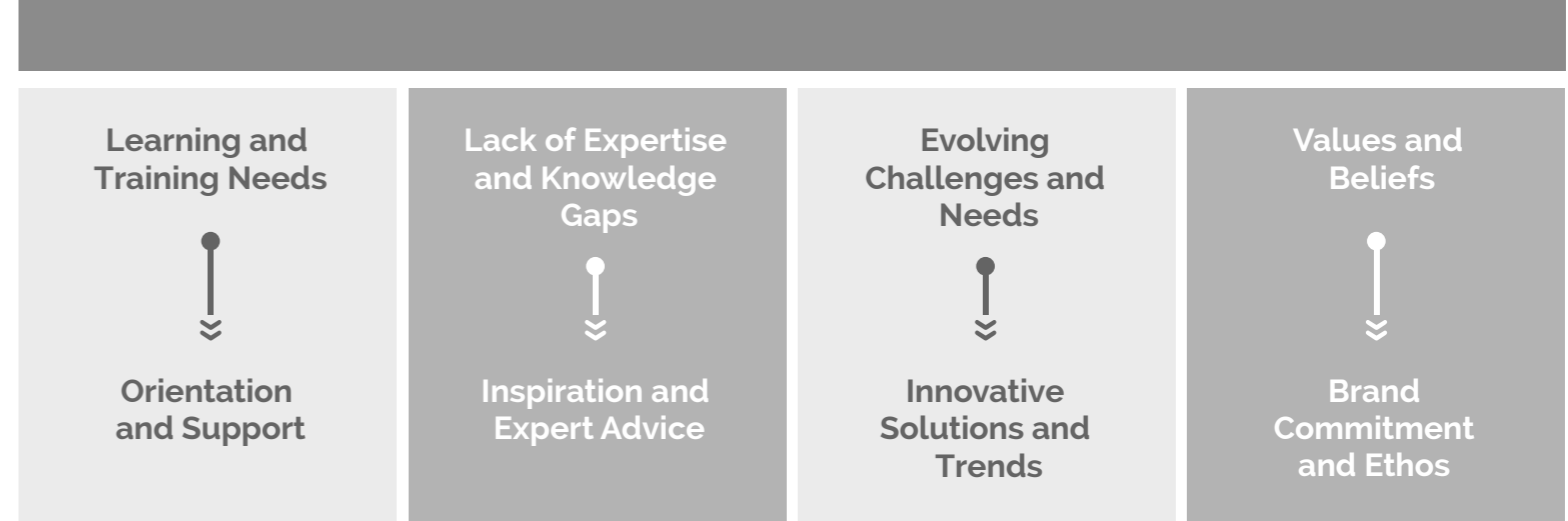 Learning and
Training Needs
Orientation
and Support
Lack of Expertise
and Knowledge
Gaps
Inspiration and
Expert Advice
Evolving
Challenges and
Needs
Innovative
Solutions and
Trends
Values and
Beliefs
Brand
Commitment
and Ethos